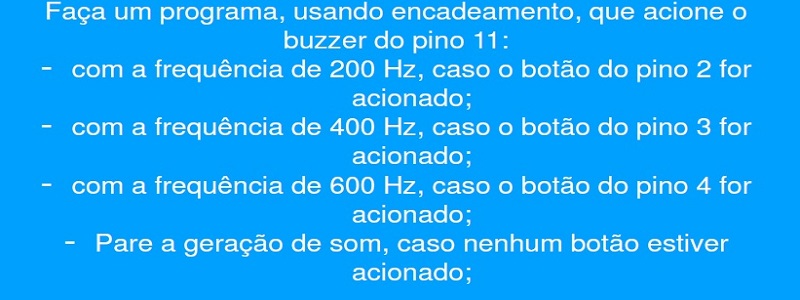 Faça um programa, usando encadeamento, que acione o
buzzer do pino 11:
- com a frequência de 200 Hz, caso o botão do pino 2 for
acionado;
- com a frequência de 400 Hz, caso o botão do pino 3 for
acionado;
- com a frequência de 600 Hz, caso o botão do pino 4 for
acionado;
- Pare a geração de som, caso nenhum botão estiver
acionado;